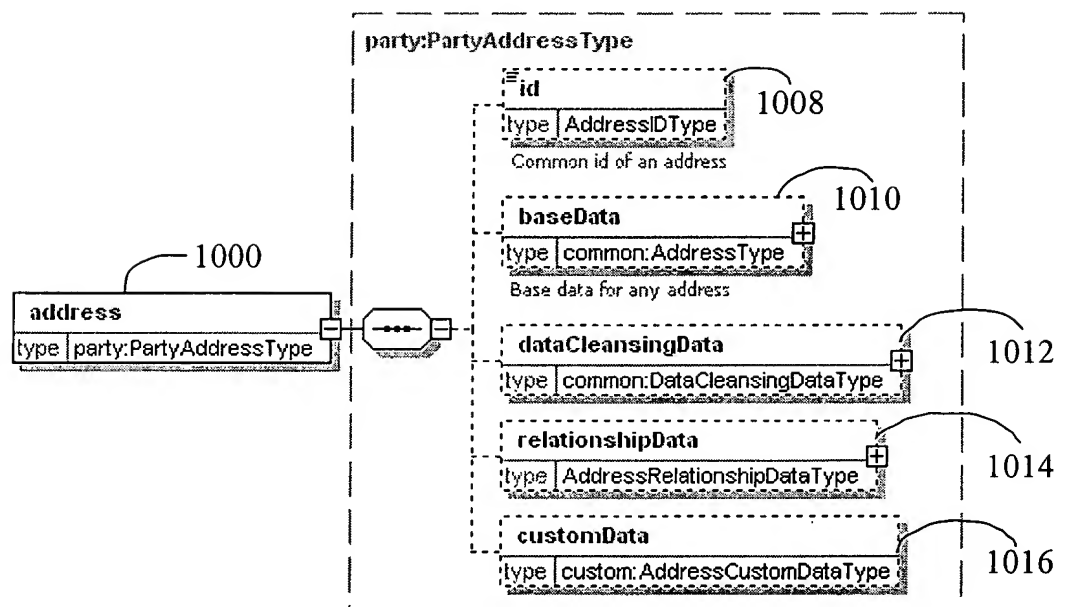 party:PartyAddressType
id
1008
type AddressIDType
Common id of an address
1010
baseData
type common:AddressType
Base data for any address
1000
address
type party:PartyAddressType
dataCleansingData
1012
type common:DataCleansingDataType
relationshipData
1014
type AddressRelationshipDataType
customData
1016
type custom:AddressCustomDataType